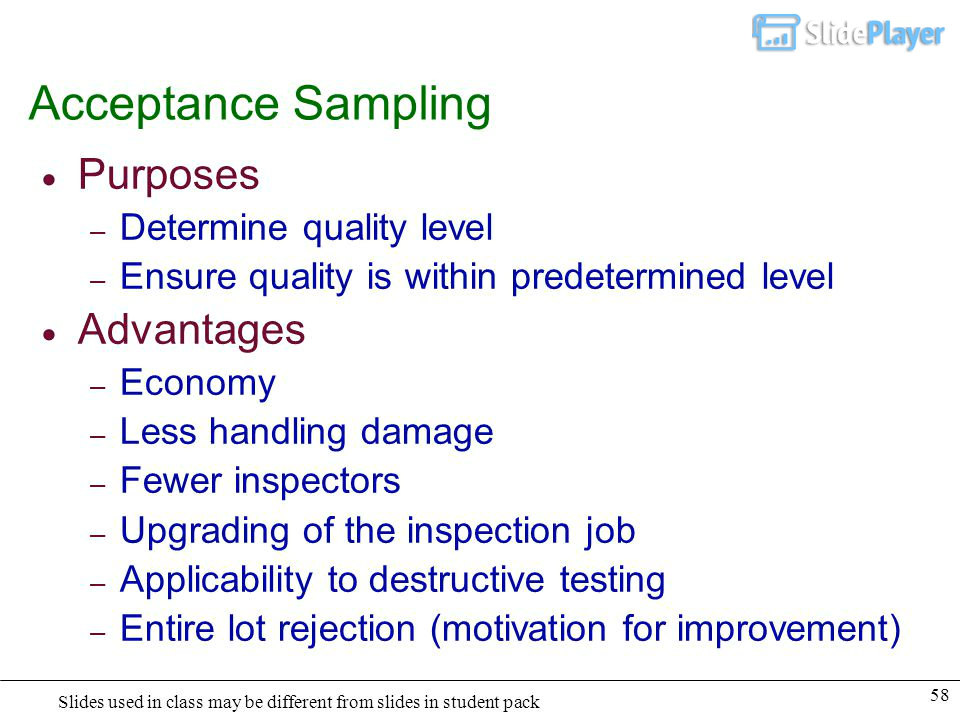 SlidePlayer
Acceptance Sampling
• Purposes
– Determine quality level
– Ensure quality is within predetermined level
• Advantages
– Economy
– Less handling damage
– Fewer inspectors
– Upgrading of the inspection job
– Applicability to destructive testing
– Entire lot rejection (motivation for improvement)
Slides used in class may be different from slides in student pack
58